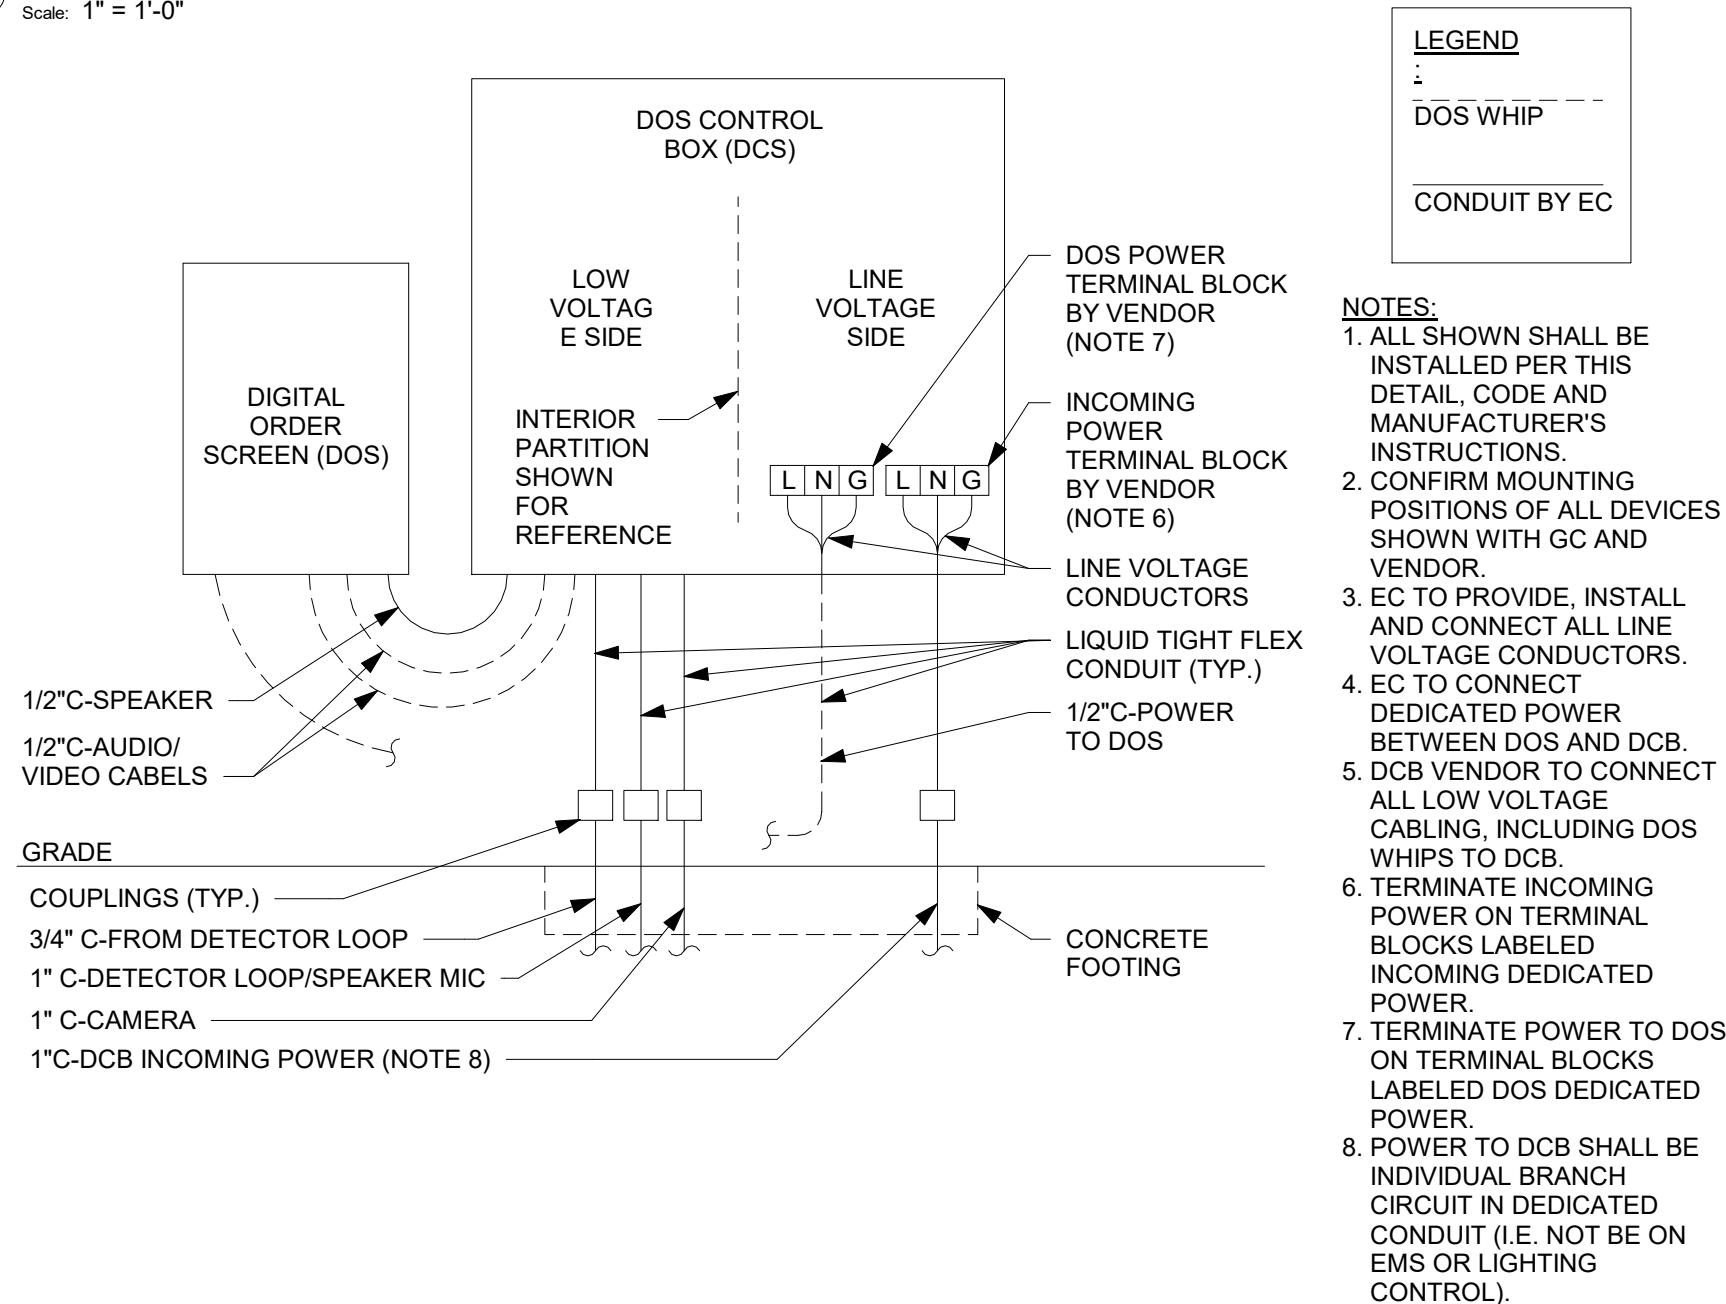 Scale: 1" = 1'-0"
DOS CONTROL
BOX (DCS)
LOW
VOLTAG
E SIDE
LINE
VOLTAGE
SIDE
DIGITAL
ORDER
SCREEN (DOS)
INTERIOR
PARTITION
SHOWN
FOR
REFERENCE
L N G
L N G
DOS POWER
TERMINAL BLOCK
BY VENDOR
(NOTE 7)
INCOMING
POWER
TERMINAL BLOCK
BY VENDOR
(NOTE 6)
LINE VOLTAGE
CONDUCTORS
LIQUID TIGHT FLEX
CONDUIT (TYP.)
1/2"C-POWER
TO DOS
1/2"C-SPEAKER
1/2"C-AUDIO/
VIDEO CABELS
GRADE
COUPLINGS (TYP.)
3/4" C-FROM DETECTOR LOOP
1" C-DETECTOR LOOP/SPEAKER MIC
1" C-CAMERA
1"C-DCB INCOMING POWER (NOTE 8)
CONCRETE
FOOTING
LEGEND
:
DOS WHIP
CONDUIT BY EC
NOTES:
1. ALL SHOWN SHALL BE
INSTALLED PER THIS
DETAIL, CODE AND
MANUFACTURER'S
INSTRUCTIONS.
2. CONFIRM MOUNTING
POSITIONS OF ALL DEVICES
SHOWN WITH GC AND
VENDOR.
3. EC TO PROVIDE, INSTALL
AND CONNECT ALL LINE
VOLTAGE CONDUCTORS.
4. EC TO CONNECT
DEDICATED POWER
BETWEEN DOS AND DCB.
5. DCB VENDOR TO CONNECT
ALL LOW VOLTAGE
CABLING, INCLUDING DOS
WHIPS TO DCB.
6. TERMINATE INCOMING
POWER ON TERMINAL
BLOCKS LABELED
INCOMING DEDICATED
POWER.
7. TERMINATE POWER TO DOS
ON TERMINAL BLOCKS
LABELED DOS DEDICATED
POWER.
8. POWER TO DCB SHALL BE
INDIVIDUAL BRANCH
CIRCUIT IN DEDICATED
CONDUIT (I.E. NOT BE ON
EMS OR LIGHTING
CONTROL).